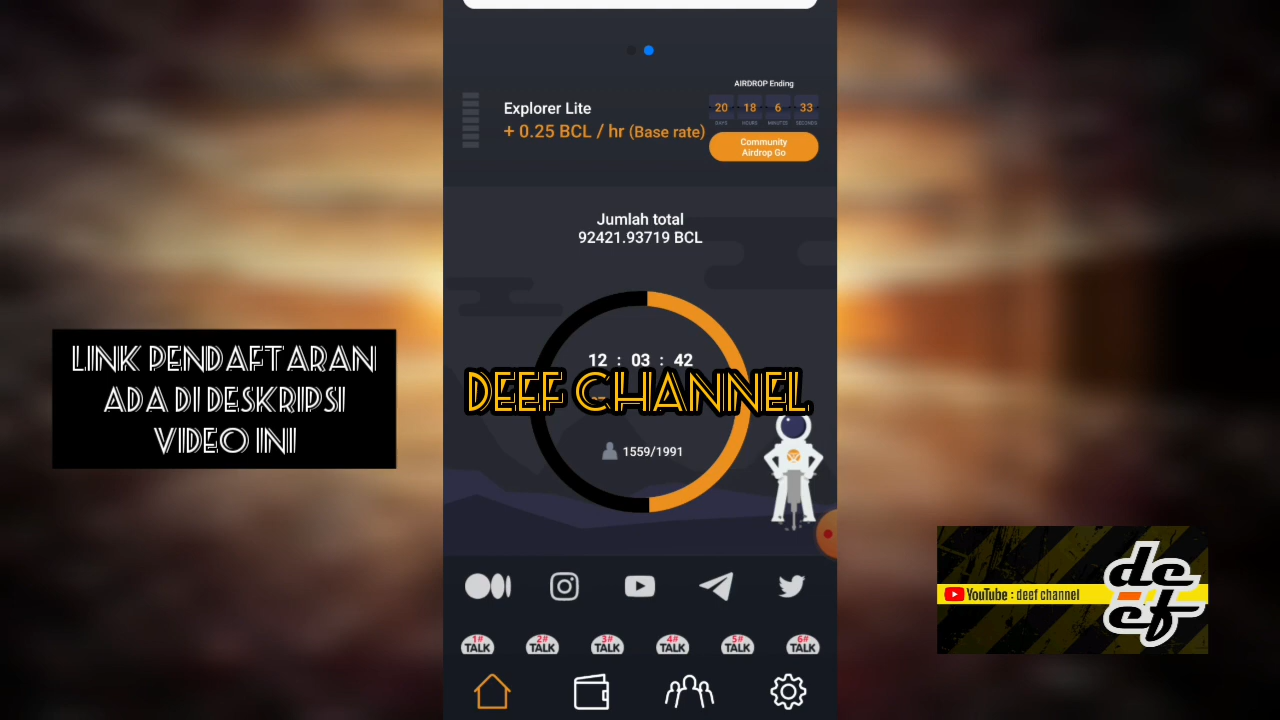 AIRDROP Ending
20 18 6 33
DAYS HOURS MINUTES SECONDS
Explorer Lite
+ 0.25 BCL / hr (Base rate)
Community
Airdrop Go
Jumlah total
92421.93719 BCL
12 : 03 : 42
DEEF CHANNEL
1559/1991
LINK PENDAFTARAN
ADA DI DESKRIPSI
VIDEO INI
YouTube : deef channel
de
ef
1# 2# 3# 4# 5# 6#
TALK TALK TALK TALK TALK TALK